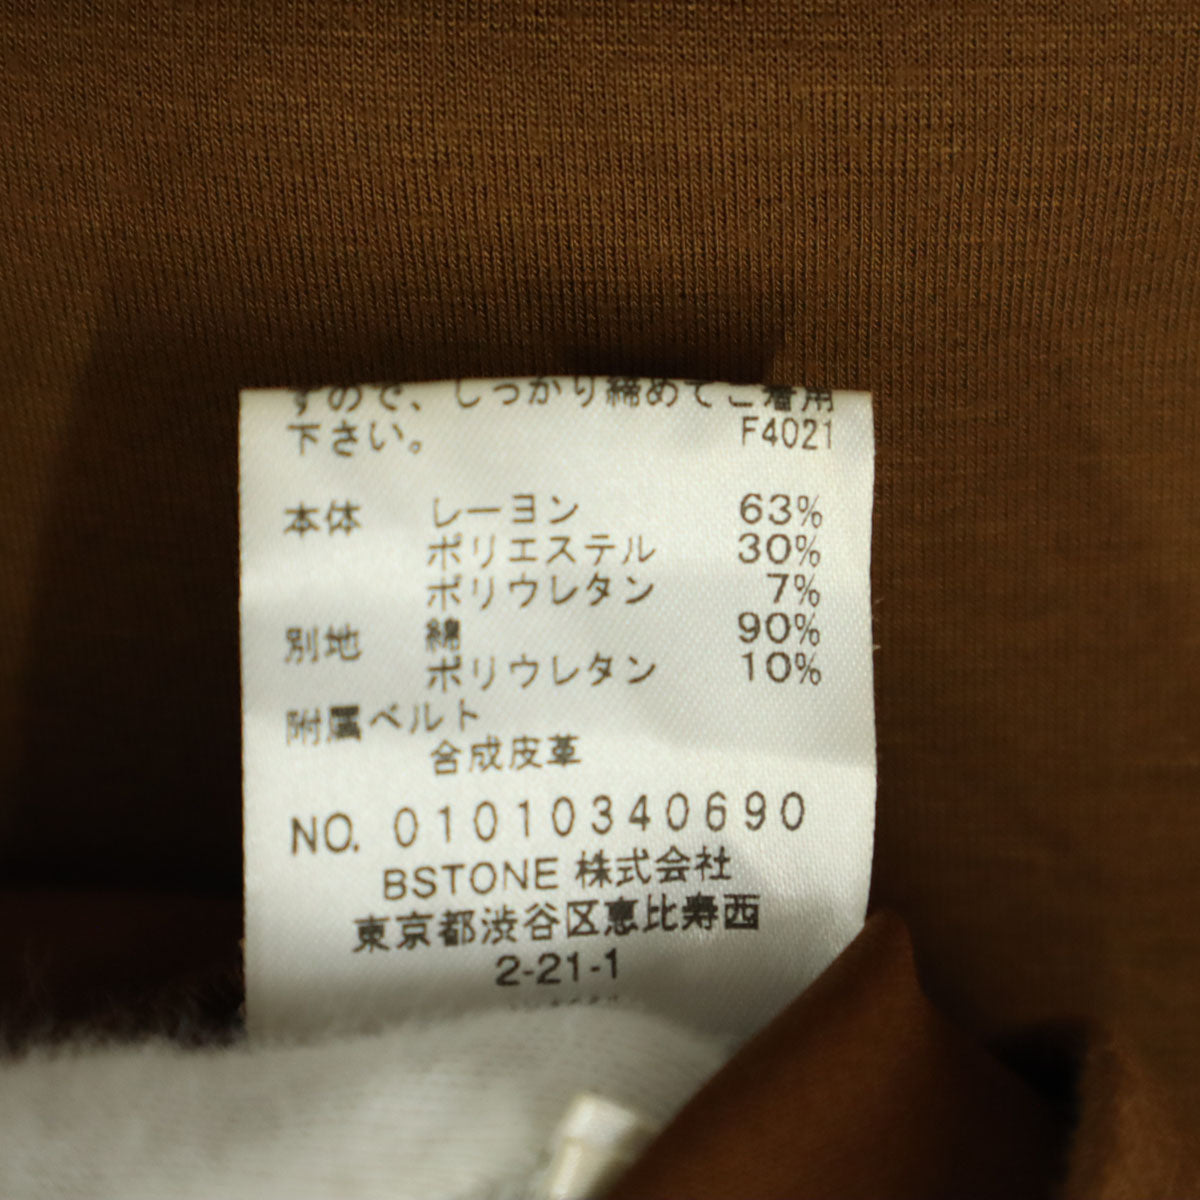 すので、しっかり締めてご着用
下さい。 F4021
本体 レーヨン 63%
ポリエステル 30%
ポリウレタン 7%
別地 綿 90%
ポリウレタン 10%
附属ベルト
合成皮革
NO. 01010340690
BSTONE 株式会社
東京都渋谷区恵比寿西
2-21-1